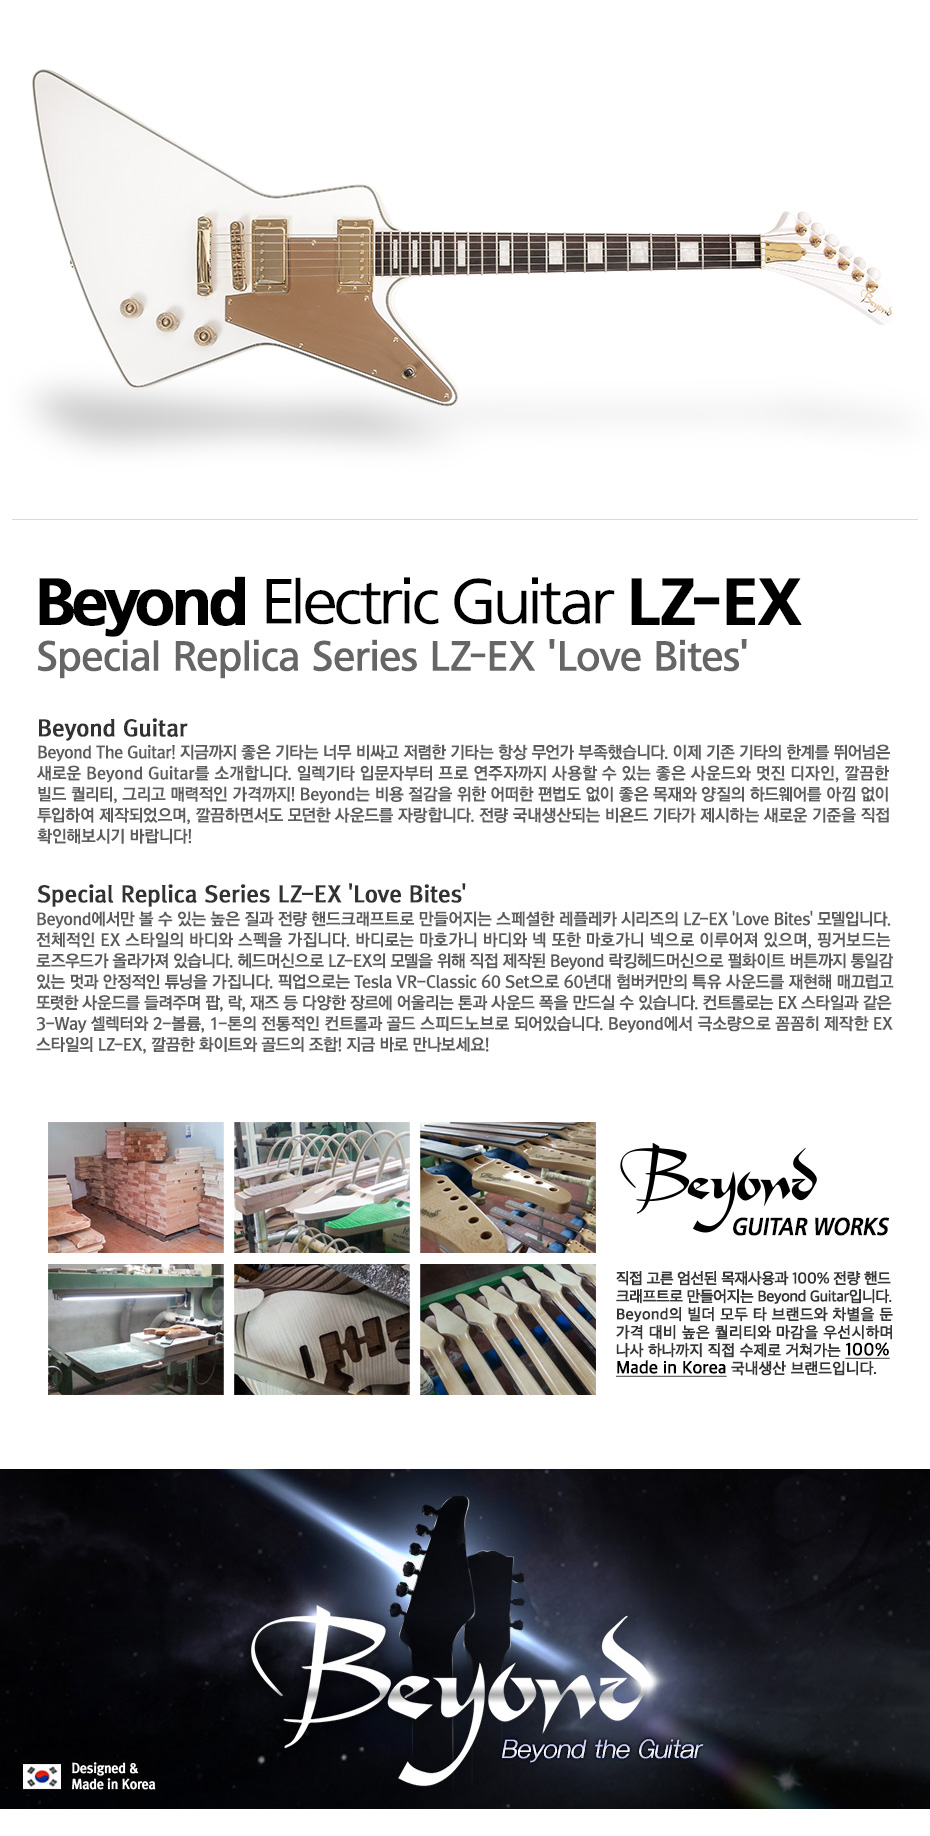 Beyond
Beyond Electric Guitar LZ-EX
Special Replica Series LZ-EX 'Love Bites'
Beyond Guitar
Beyond The Guitar! 지금까지 좋은 기타는 너무 비싸고 저렴한 기타는 항상 무언가 부족했습니다. 이제 기존 기타의 한계를 뛰어넘은
새로운 Beyond Guitar를 소개합니다. 일렉기타 입문자부터 프로 연주자까지 사용할 수 있는 좋은 사운드와 멋진 디자인, 깔끔한
빌드 퀄리티, 그리고 매력적인 가격까지! Beyond는 비용 절감을 위한 어떠한 편법도 없이 좋은 목재와 양질의 하드웨어를 아낌 없이
투입하여 제작되었으며, 깔끔하면서도 모던한 사운드를 자랑합니다. 전량 국내생산되는 비욘드 기타가 제시하는 새로운 기준을 직접
확인해보시기 바랍니다!
Special Replica Series LZ-EX 'Love Bites'
Beyond에서만 볼 수 있는 높은 질과 전량 핸드크래프트로 만들어지는 스페셜한 레플레카 시리즈의 LZ-EX 'Love Bites' 모델입니다.
전체적인 EX 스타일의 바디와 스펙을 가집니다. 바디로는 마호가니 바디와 넥 또한 마호가니 넥으로 이루어져 있으며, 핑거보드는
로즈우드가 올라가져 있습니다. 헤드머신으로 LZ-EX의 모델을 위해 직접 제작된 Beyond 락킹헤드머신으로 펄화이트 버튼까지 통일감
있는 멋과 안정적인 튜닝을 가집니다. 픽업으로는 Tesla VR-Classic 60 Set으로 60년대 험버커만의 특유 사운드를 재현해 매끄럽고
또렷한 사운드를 들려주며 팝, 락, 재즈 등 다양한 장르에 어울리는 톤과 사운드 폭을 만드실 수 있습니다. 컨트롤로는 EX 스타일과 같은
3-Way 셀렉터와 2-볼륨, 1-톤의 전통적인 컨트롤과 골드 스피드노브로 되어있습니다. Beyond에서 극소량으로 꼼꼼히 제작한 EX
스타일의 LZ-EX, 깔끔한 화이트와 골드의 조합! 지금 바로 만나보세요!
Beyond
GUITAR WORKS
직접 고른 엄선된 목재사용과 100% 전량 핸드
크래프트로 만들어지는 Beyond Guitar입니다.
Beyond의 빌더 모두 타 브랜드와 차별을 둔
가격 대비 높은 퀄리티와 마감을 우선시하며
나사 하나까지 직접 수제로 거쳐가는 100%
Made in Korea 국내생산 브랜드입니다.
Beyond
Beyond the Guitar
Designed &
Made in Korea